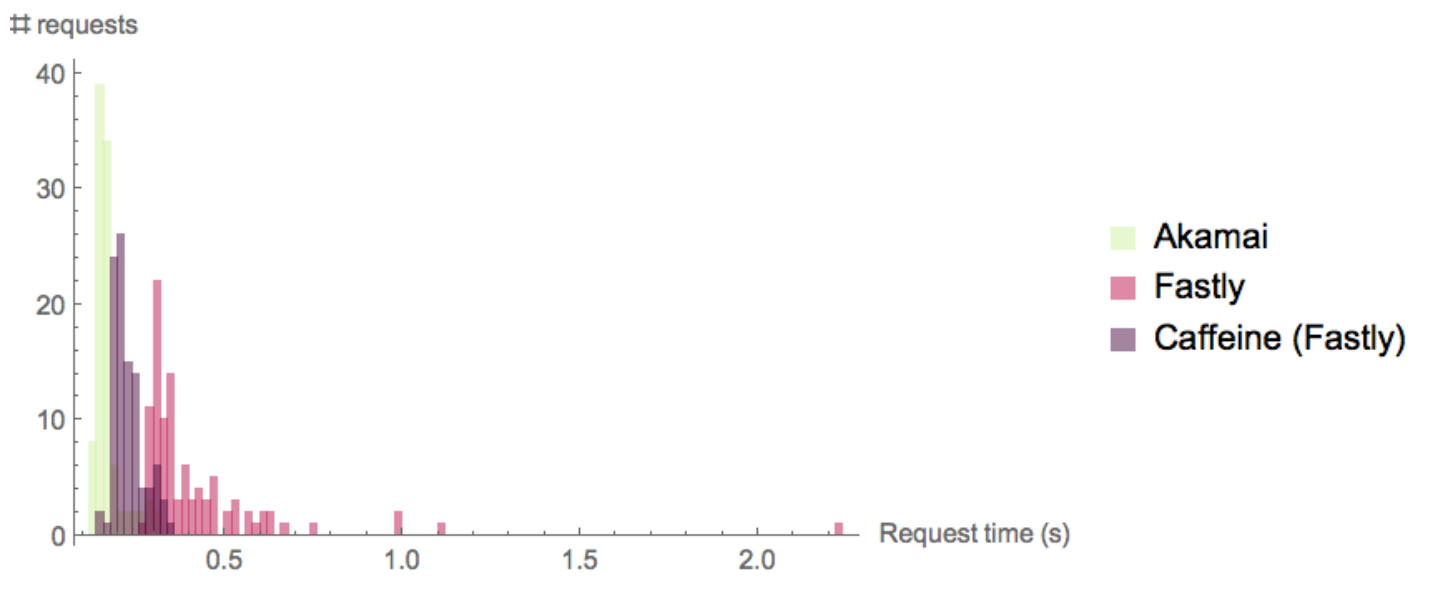 # requests
40
30
20
10
0
0.5 1.0 1.5 2.0
Request time (s)
Akamai
Fastly
Caffeine (Fastly)